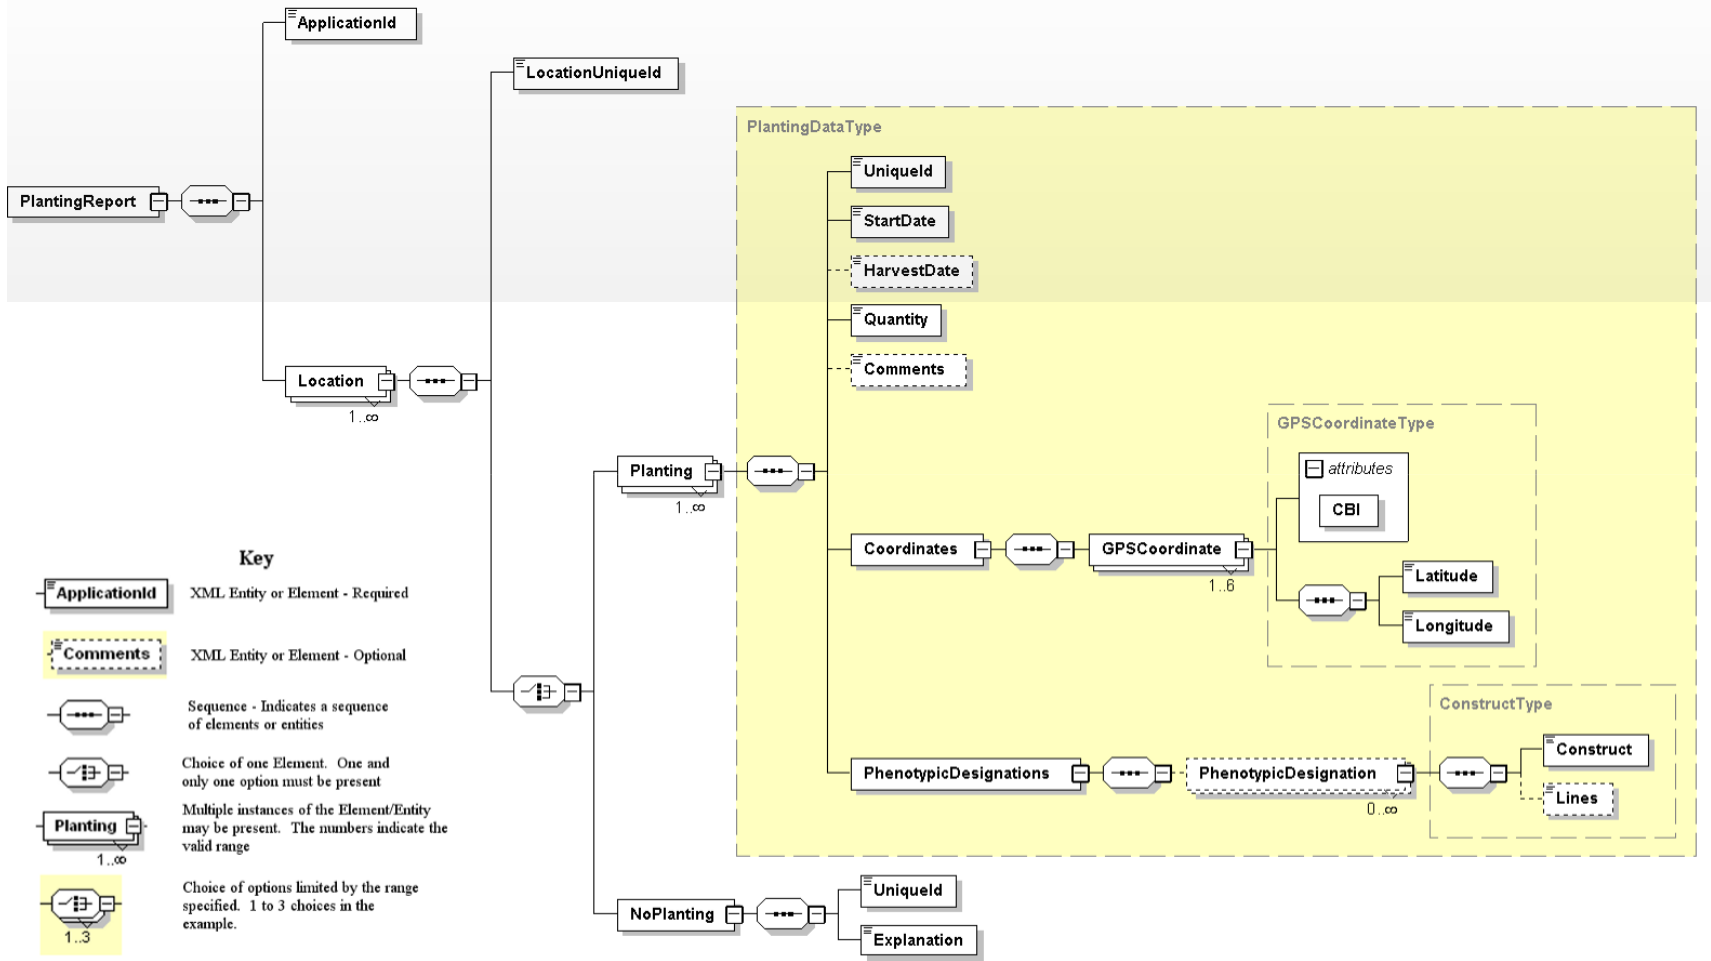 ApplicationId
LocationUniqueId
PlantingDataType
UniqueId
PlantingReport
StartDate
HarvestDate
Quantity
Comments
Location
1..∞
GPSCoordinateType
attributes
CBI
Planting
1..∞
Coordinates
GPSCoordinate
1..6
Latitude
Longitude
ConstructType
Construct
PhenotypicDesignations
PhenotypicDesignation
0..∞
Lines
UniqueId
NoPlanting
Explanation
Key
ApplicationId
XML Entity or Element - Required
Comments
XML Entity or Element - Optional
Sequence - Indicates a sequence
of elements or entities
Choice of one Element. One and
only one option must be present
Planting
1..∞
Multiple instances of the Element/Entity
may be present. The numbers indicate the
valid range
1..3
Choice of options limited by the range
specified. 1 to 3 choices in the
example.